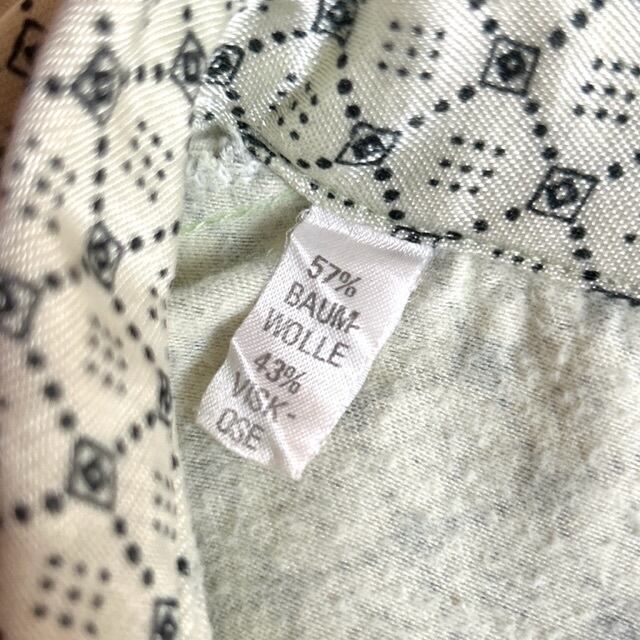 57%
BAUM-
WOLLE
43%
VISK-
OSE